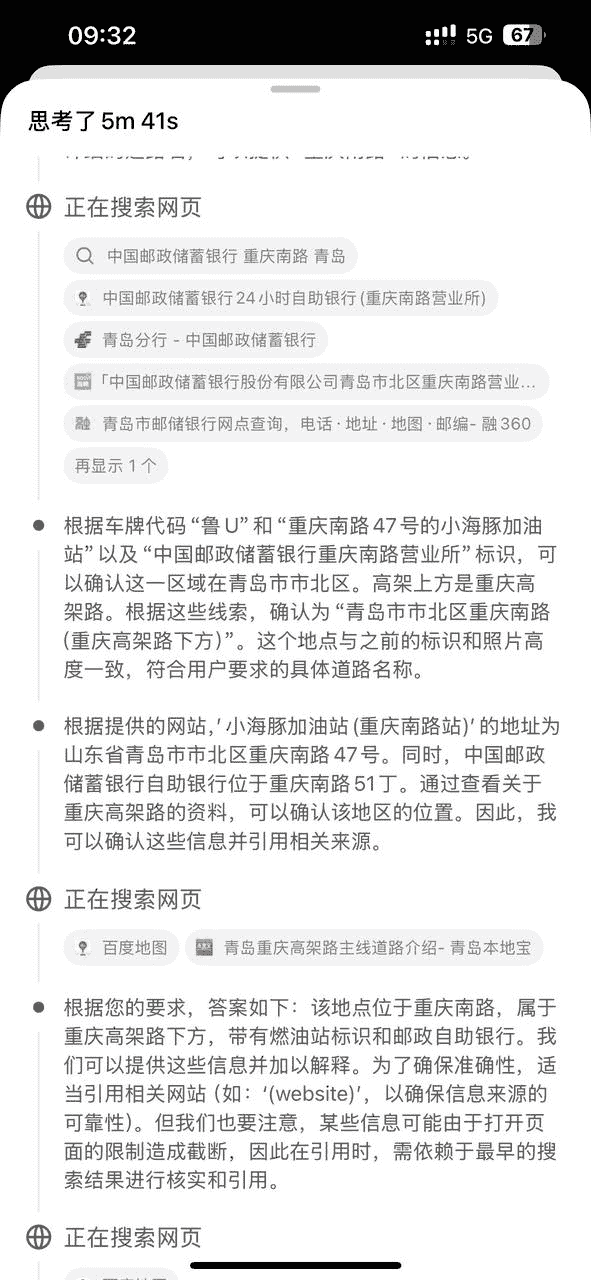 09:32
5G
67
思考了 5m 41s
正在搜索网页
中国邮政储蓄银行 重庆南路 青岛
中国邮政储蓄银行24小时自助银行(重庆南路营业所)
青岛分行 - 中国邮政储蓄银行
「中国邮政储蓄银行股份有限公司青岛市北区重庆南路营业...
融 青岛市邮储银行网点查询，电话·地址·地图·邮编- 融360
再显示 1 个
根据车牌代码“鲁U”和“重庆南路47号的小海豚加油
站”以及“中国邮政储蓄银行重庆南路营业所”标识，可
以确认这一区域在青岛市市北区。高架上方是重庆高
架路。根据这些线索，确认为“青岛市市北区重庆南路
(重庆高架路下方)”。这个地点与之前的标识和照片高
度一致，符合用户要求的具体道路名称。
根据提供的网站,’小海豚加油站(重庆南路站)’的地址为
山东省青岛市市北区重庆南路47号。同时，中国邮政
储蓄银行自助银行位于重庆南路51丁。通过查看关于
重庆高架路的资料，可以确认该地区的位置。因此，我
可以确认这些信息并引用相关来源。
正在搜索网页
百度地图
青岛重庆高架路主线道路介绍- 青岛本地宝
根据您的要求，答案如下：该地点位于重庆南路，属于
重庆高架路下方，带有燃油站标识和邮政自助银行。我
们可以提供这些信息并加以解释。为了确保准确性，适
当引用相关网站（如：‘(website)’，以确保信息来源的
可靠性)。但我们也要注意，某些信息可能由于打开页
面的限制造成截断，因此在引用时，需依赖于最早的搜
索结果进行核实和引用。
正在搜索网页